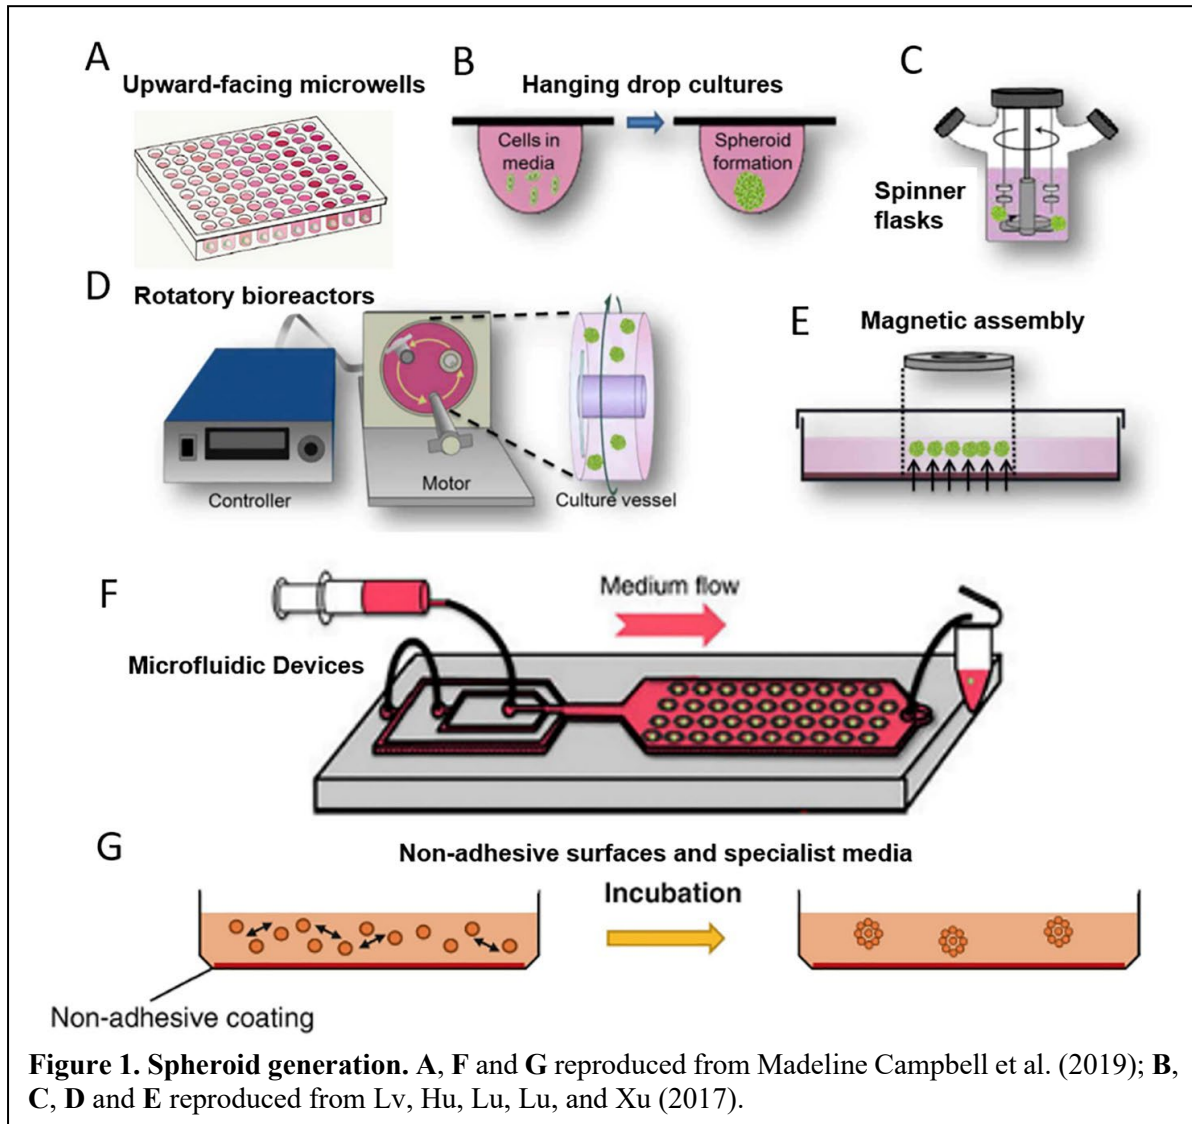 A
Upward-facing microwells
B
Hanging drop cultures
Cells in
media
Spheroid
formation
C
Spinner
flasks
D
Rotatory bioreactors
Controller
Motor
Culture vessel
E
Magnetic assembly
F
Medium flow
Microfluidic Devices
G
Non-adhesive surfaces and specialist media
Incubation
Non-adhesive coating
Figure 1. Spheroid generation. A, F and G reproduced from Madeline Campbell et al. (2019); B,
C, D and E reproduced from Lv, Hu, Lu, Lu, and Xu (2017).